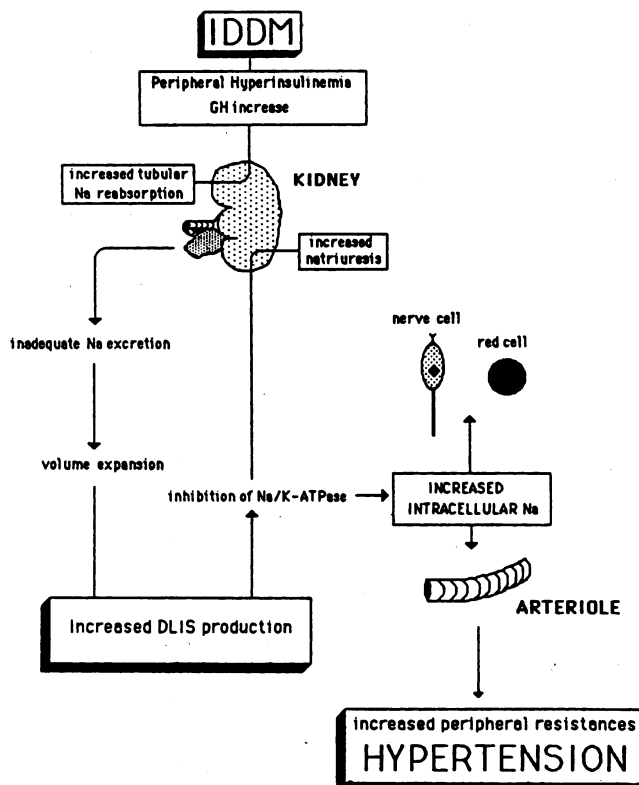 IDDM
Peripheral Hyperinsulinemia
GH increase
increased tubular
Na reabsorption
KIDNEY
increased
natriuresis
inadequate Na excretion
nerve cell
red cell
volume expansion
inhibition of Na/K-ATPase
INCREASED
INTRACELLULAR Na
ARTERIOLE
Increased DLIS production
increased peripheral resistances
HYPERTENSION